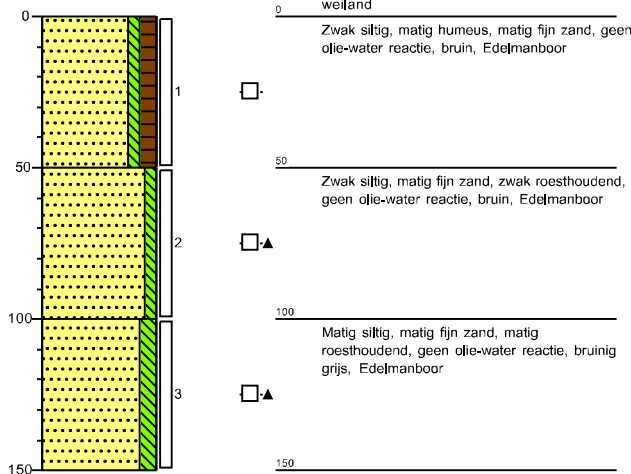 weiland
0
0
Zwak siltig, matig humeus, matig fijn zand, geen
olie-water reactie, bruin, Edelmanboor
1
50
50
Zwak siltig, matig fijn zand, zwak roesthoudend,
geen olie-water reactie, bruin, Edelmanboor
2
100
100
Matig siltig, matig fijn zand, matig
roesthoudend, geen olie-water reactie, bruinig
grijs, Edelmanboor
3
150
150